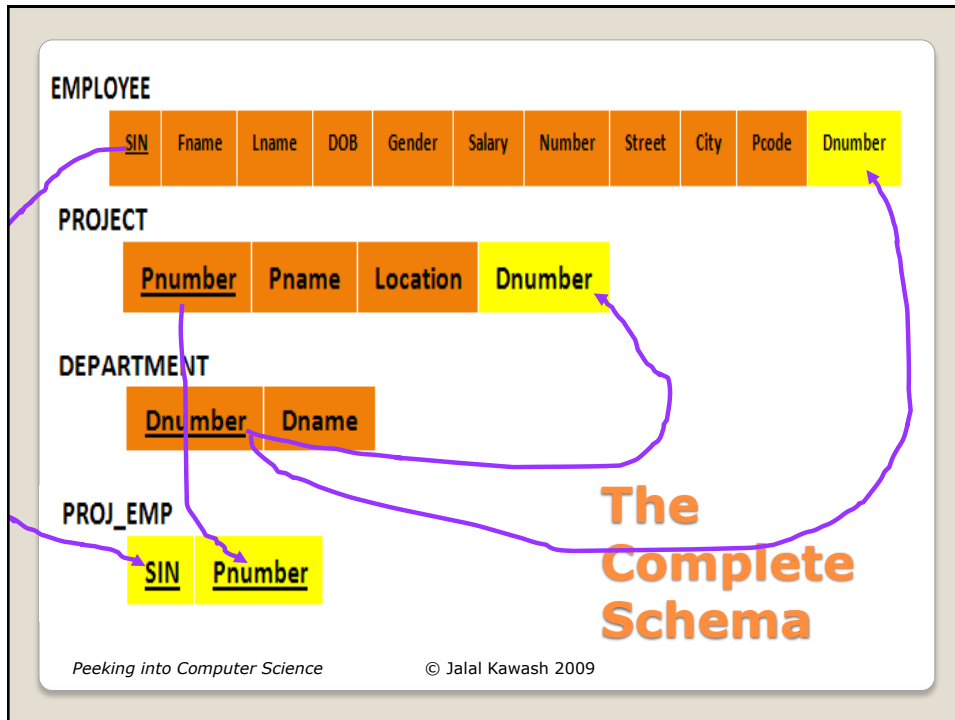 EMPLOYEE
SIN Fname Lname DOB Gender Salary Number Street City Pcode Dnumber
PROJECT
Pnumber Pname Location Dnumber
DEPARTMENT
Dnumber Dname
PROJ_EMP
SIN Pnumber
The
Complete
Schema
Peeking into Computer Science © Jalal Kawash 2009